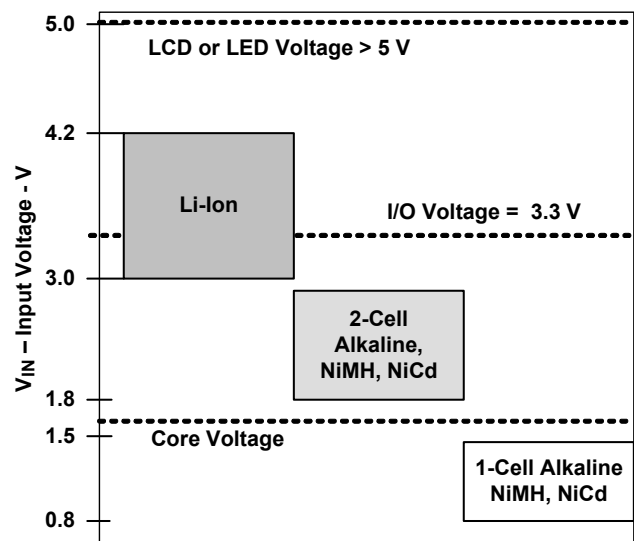 5.0
LCD or LED Voltage > 5 V
4.2
Li-Ion
I/O Voltage = 3.3 V
3.0
2-Cell
Alkaline,
NiMH, NiCd
1.8
1.5
Core Voltage
1-Cell Alkaline
NiMH, NiCd
0.8
VIN – Input Voltage - V